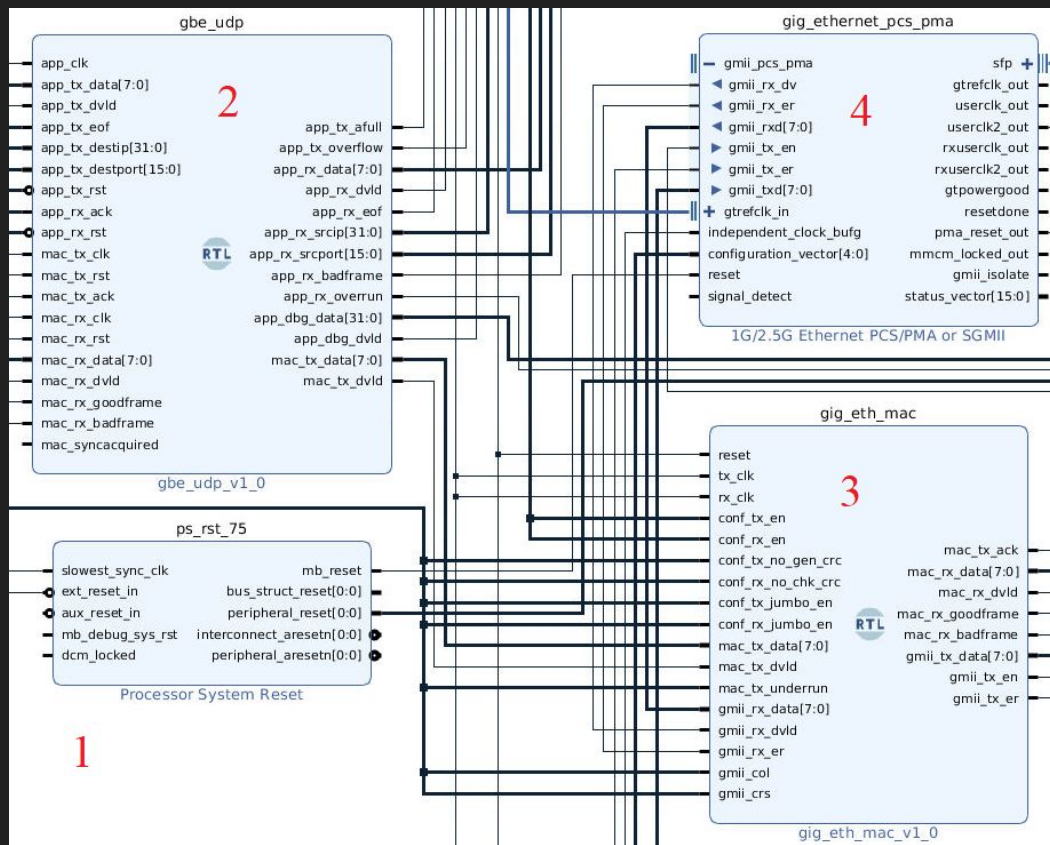 gbe_udp
2
app_clk
app_tx_data[7:0]
app_tx_dvld
app_tx_eof
app_tx_destip[31:0]
app_tx_destport[15:0]
app_tx_rst
app_rx_ack
app_rx_rst
mac_tx_clk
mac_tx_rst
mac_tx_ack
mac_rx_clk
mac_rx_rst
mac_rx_data[7:0]
mac_rx_dvld
mac_rx_goodframe
mac_rx_badframe
mac_syncacquired
RTL
app_tx_afull
app_tx_overflow
app_rx_data[7:0]
app_rx_dvld
app_rx_eof
app_rx_srcip[31:0]
app_rx_srcport[15:0]
app_rx_badframe
app_rx_overrun
app_dbg_data[31:0]
app_dbg_dvld
mac_tx_data[7:0]
mac_tx_dvld
gbe_udp_v1_0
gig_ethernet_pcs_pma
4
gmii_pcs_pma
gmii_rx_dv
gmii_rx_er
gmii_rxd[7:0]
gmii_tx_en
gmii_tx_er
gmii_txd[7:0]
gtrefclk_in
independent_clock_bufg
configuration_vector[4:0]
reset
signal_detect
sfp
gtrefclk_out
userclk_out
userclk2_out
rxuserclk_out
rxuserclk2_out
gtpowergood
resetdone
pma_reset_out
mmcm_locked_out
gmii_isolate
status_vector[15:0]
1G/2.5G Ethernet PCS/PMA or SGMII
ps_rst_75
slowest_sync_clk
ext_reset_in
aux_reset_in
mb_debug_sys_rst
dcm_locked
mb_reset
bus_struct_reset[0:0]
peripheral_reset[0:0]
interconnect_aresetn[0:0]
peripheral_aresetn[0:0]
Processor System Reset
1
gig_eth_mac
3
reset
tx_clk
rx_clk
conf_tx_en
conf_rx_en
conf_tx_no_gen_crc
conf_rx_no_chk_crc
conf_tx_jumbo_en
conf_rx_jumbo_en
mac_tx_data[7:0]
mac_tx_dvld
mac_tx_underrun
gmii_rx_data[7:0]
gmii_rx_dvld
gmii_rx_er
gmii_col
gmii_crs
RTL
mac_tx_ack
mac_rx_data[7:0]
mac_rx_dvld
mac_rx_goodframe
mac_rx_badframe
gmii_tx_data[7:0]
gmii_tx_en
gmii_tx_er
gig_eth_mac_v1_0